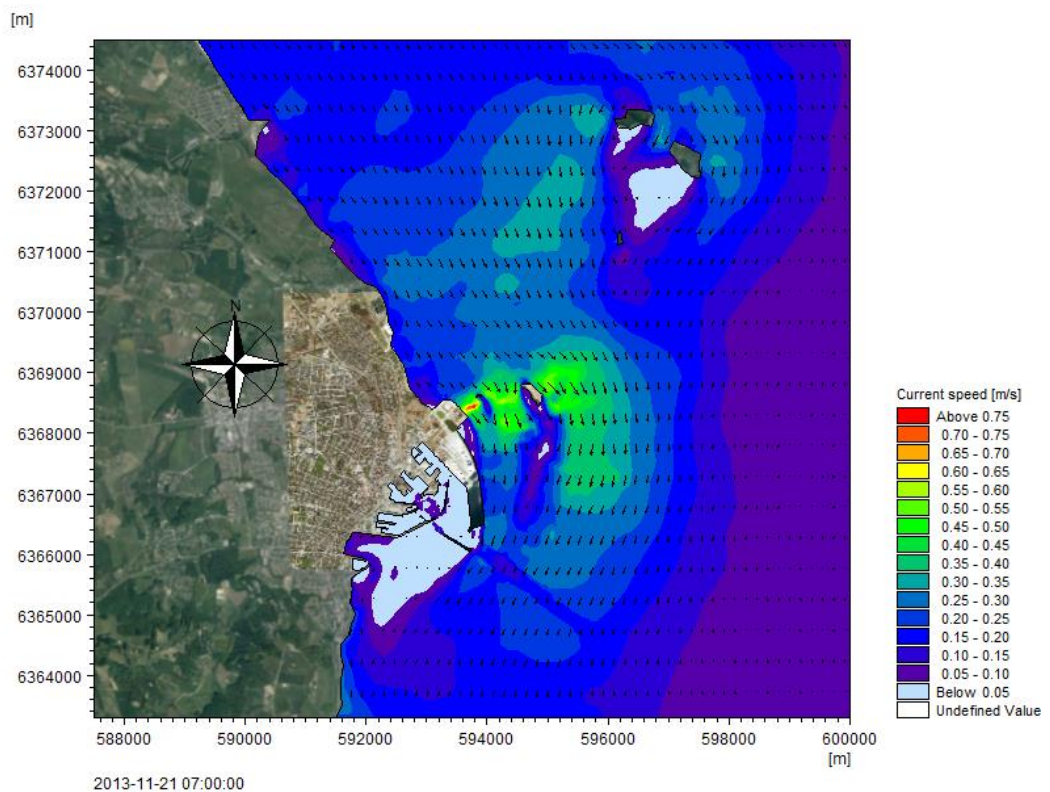 [m]
6374000
6373000
6372000
6371000
6370000
6369000
6368000
6367000
6366000
6365000
6364000
N
588000 590000 592000 594000 596000 598000 600000
[m]
2013-11-21 07:00:00
Current speed [m/s]
Above 0.75
0.70 - 0.75
0.65 - 0.70
0.60 - 0.65
0.55 - 0.60
0.50 - 0.55
0.45 - 0.50
0.40 - 0.45
0.35 - 0.40
0.30 - 0.35
0.25 - 0.30
0.20 - 0.25
0.15 - 0.20
0.10 - 0.15
0.05 - 0.10
Below 0.05
Undefined Value